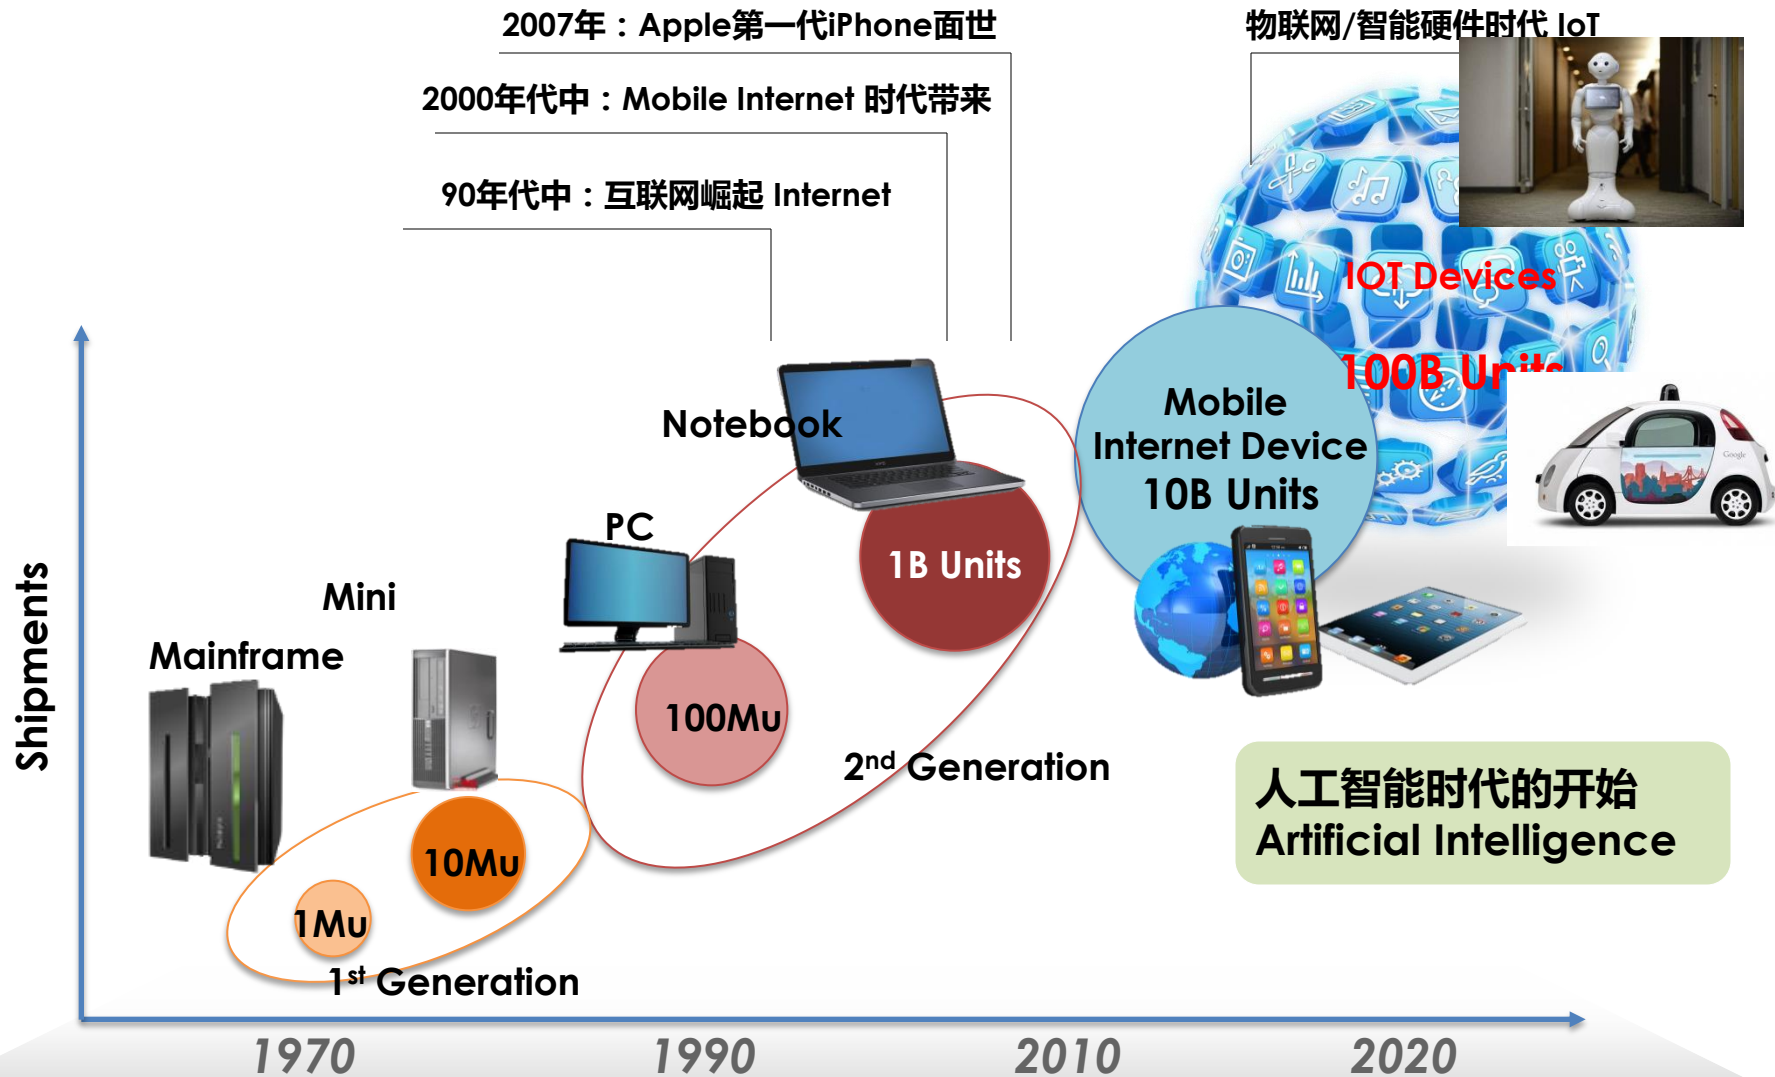 2007年：Apple第一代iPhone面世
物联网/智能硬件时代 IoT
2000年代中：Mobile Internet 时代带来
90年代中：互联网崛起 Internet
IOT Devices
100B Units
Mobile
Internet Device
10B Units
Notebook
Google
PC
1B Units
Mini
Mainframe
Shipments
100Mu
2nd Generation
人工智能时代的开始
Artificial Intelligence
10Mu
1Mu
1st Generation
1970
1990
2010
2020